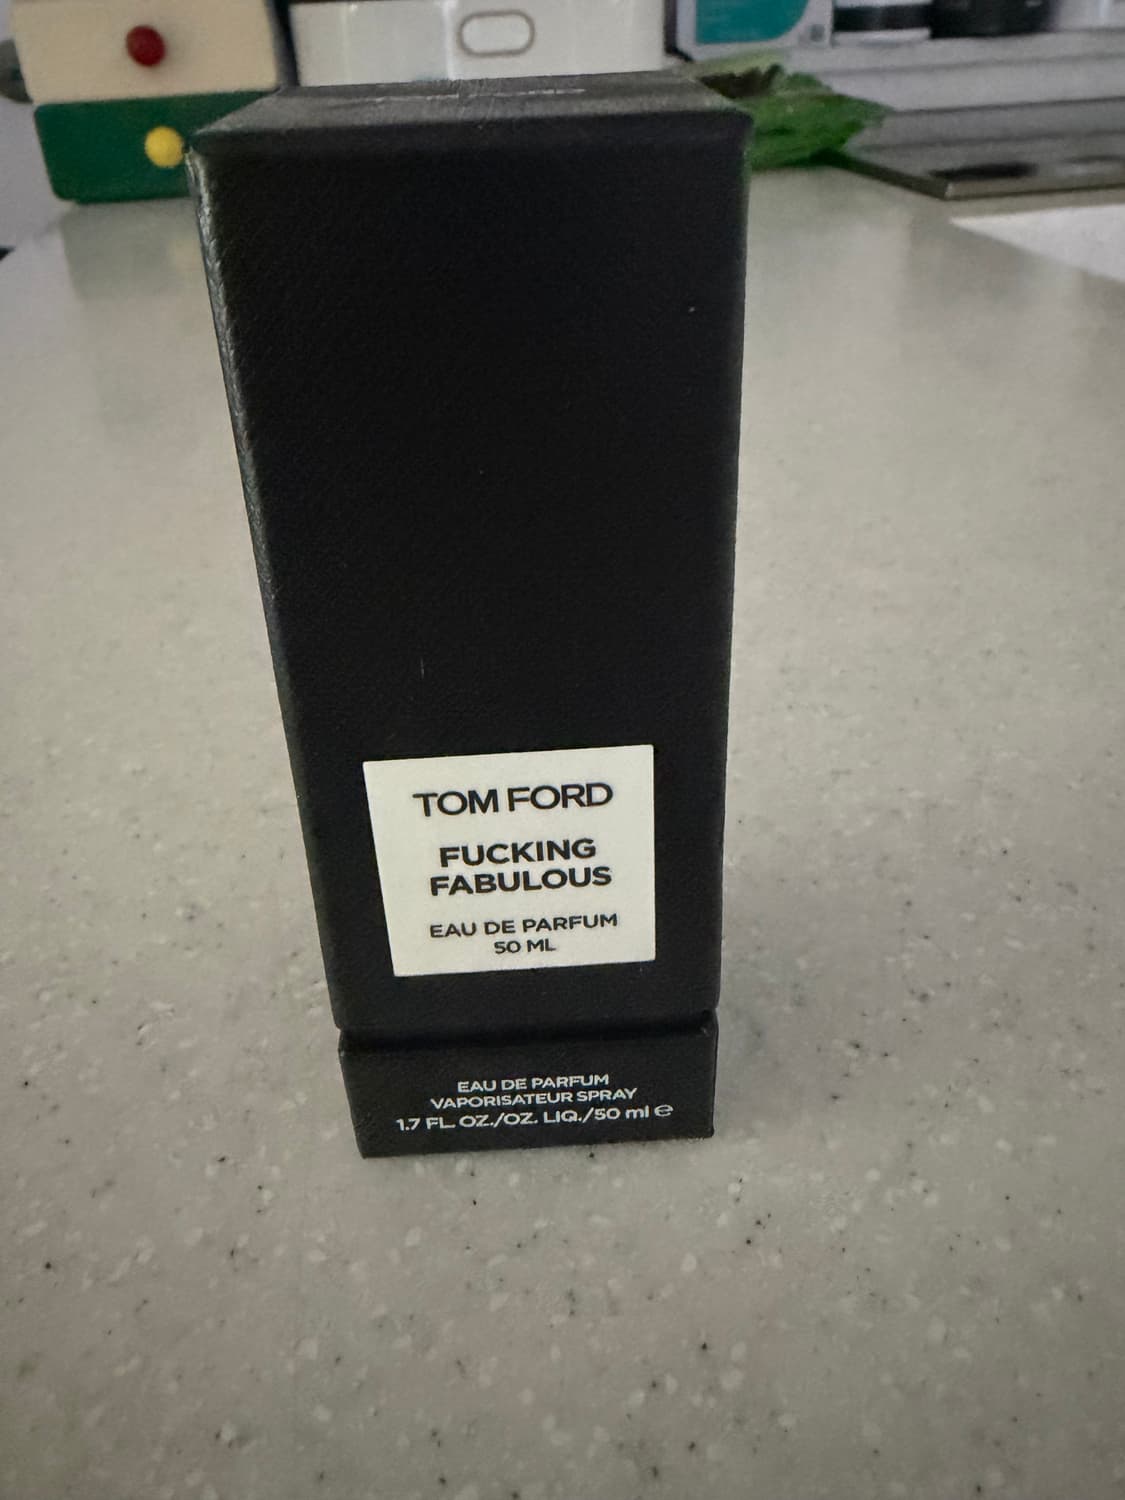 TOM FORD
FUCKING
FABULOUS
EAU DE PARFUM
50 ML
EAU DE PARFUM
VAPORISATEUR SPRAY
1.7 FL. OZ./OZ. LIQ./50 ml ℮